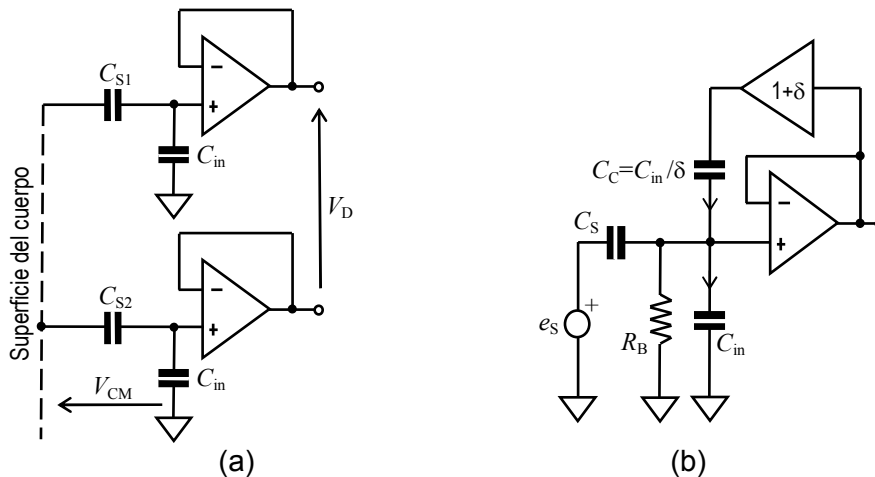 C_S1
−
+
C_in
Superficie del cuerpo
V_D
C_S2
−
+
C_in
V_CM
(a)
1+δ
C_C=C_in/δ
−
+
C_S
+
e_S
R_B
C_in
(b)